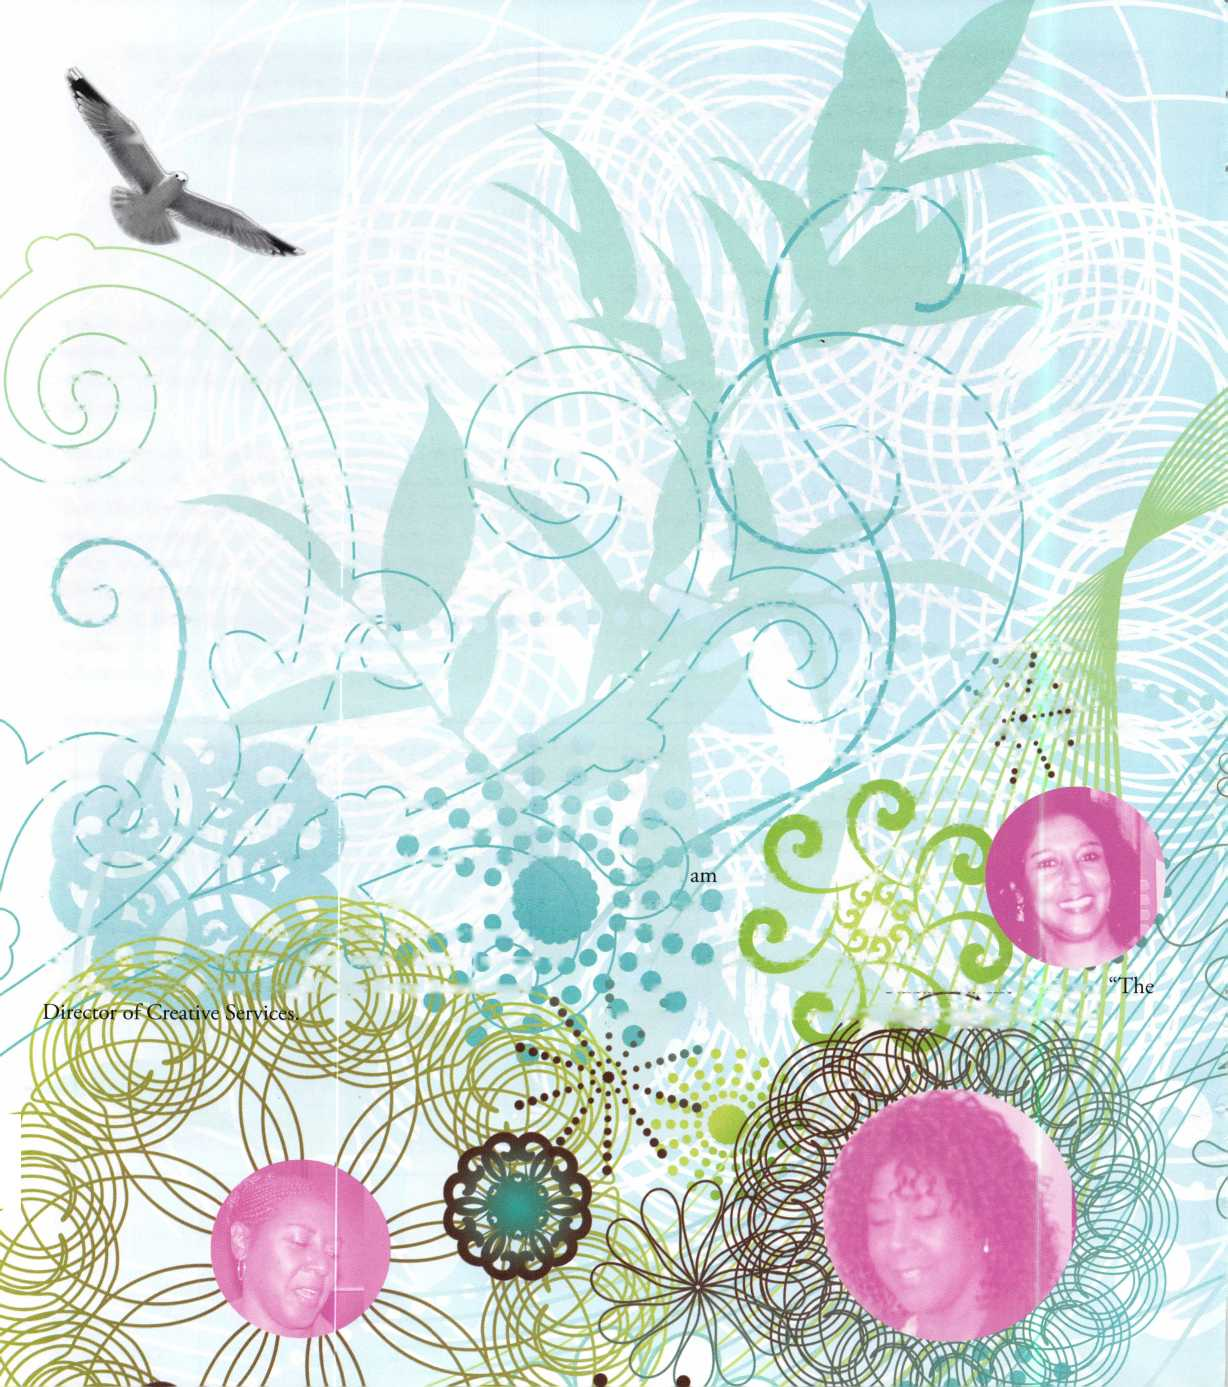 am
“The
Director of Creative Services.